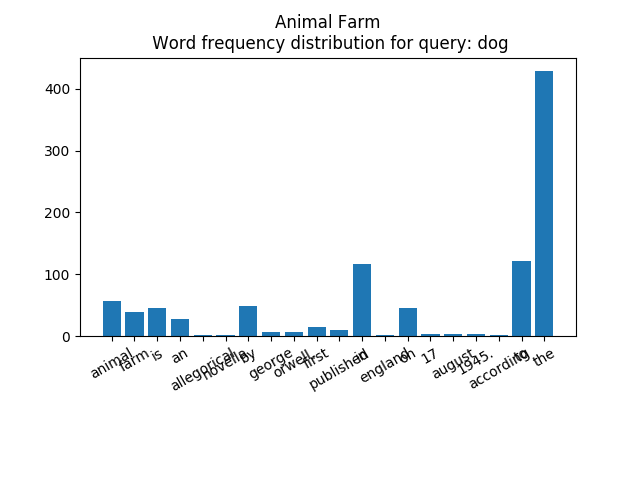 Animal Farm
Word frequency distribution for query: dog
400
300
200
100
0
animal
farm
is
an
allegorical
novella
by
george
orwell
first
published
in
england
on
17
august
1945.
according
to
the